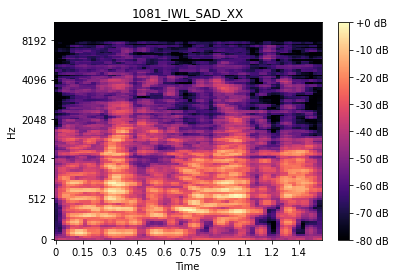 1081_IWL_SAD_XX
+0 dB
8192
-10 dB
4096
-20 dB
-30 dB
2048
Hz
-40 dB
1024
-50 dB
512
-60 dB
-70 dB
0
-80 dB
0 0.15 0.3 0.45 0.6 0.75 0.9 1.1 1.2 1.4
Time